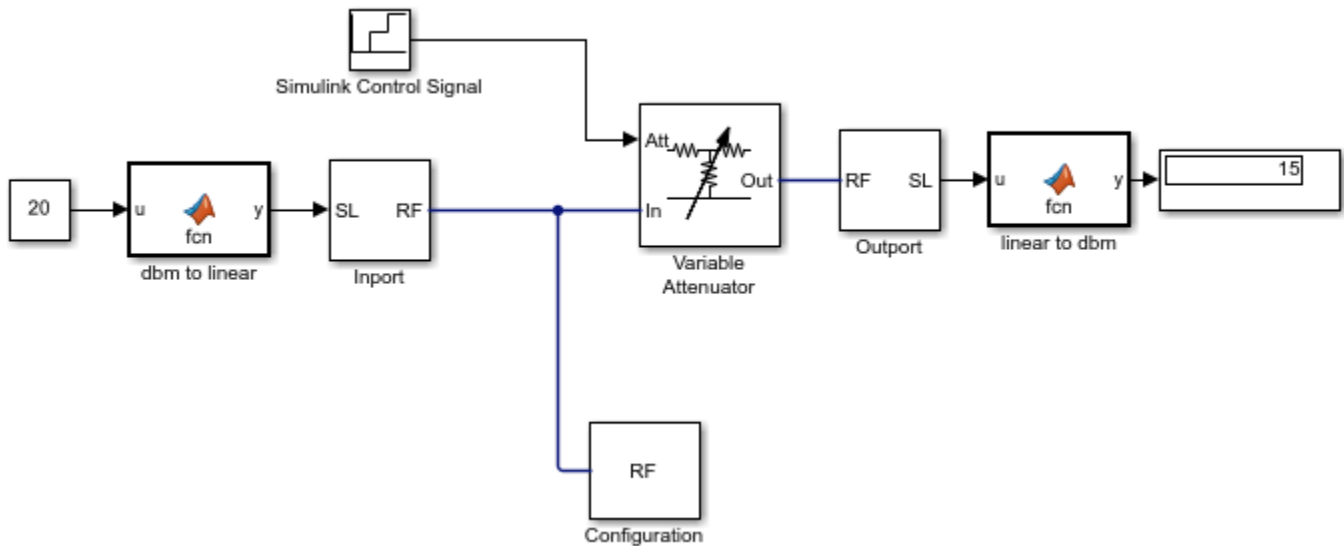 Simulink Control Signal
20
u
fcn
y
dbm to linear
SL
RF
Inport
Att
In
Out
Variable
Attenuator
RF
SL
Outport
u
fcn
y
linear to dbm
15
RF
Configuration